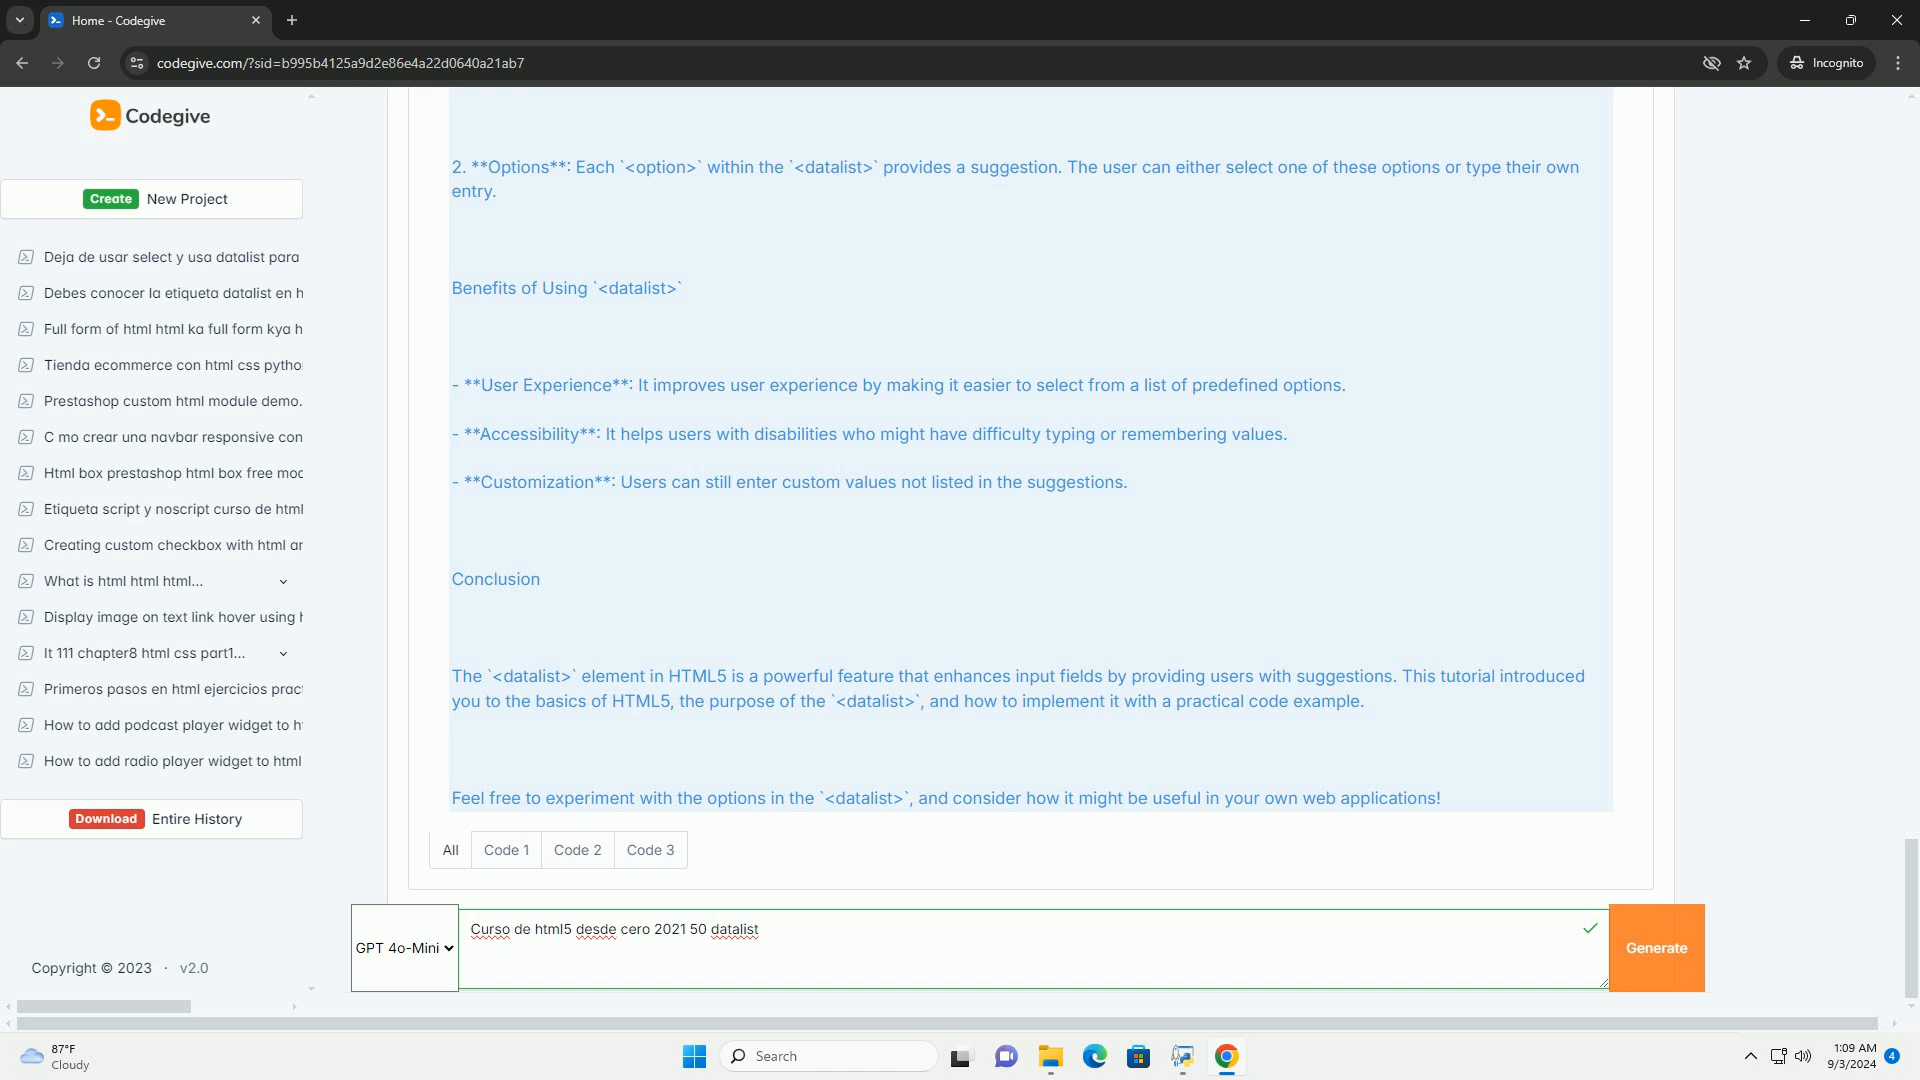 Home - Codegive
codegive.com/?sid=b995b4125a9d2e86e4a22d0640a21ab7
Incognito
Codegive
Create New Project
Deja de usar select y usa datalist para
Debes conocer la etiqueta datalist en h
Full form of html html ka full form kya h
Tienda ecommerce con html css pytho
Prestashop custom html module demo.
C mo crear una navbar responsive con
Html box prestashop html box free moc
Etiqueta script y noscript curso de html
Creating custom checkbox with html ar
What is html html html...
Display image on text link hover using h
It 111 chapter8 html css part1...
Primeros pasos en html ejercicios pract
How to add podcast player widget to h
How to add radio player widget to html
Download Entire History
Copyright © 2023 · v2.0
2. **Options**: Each `<option>` within the `<datalist>` provides a suggestion. The user can either select one of these options or type their own
entry.
Benefits of Using `<datalist>`
- **User Experience**: It improves user experience by making it easier to select from a list of predefined options.
- **Accessibility**: It helps users with disabilities who might have difficulty typing or remembering values.
- **Customization**: Users can still enter custom values not listed in the suggestions.
Conclusion
The `<datalist>` element in HTML5 is a powerful feature that enhances input fields by providing users with suggestions. This tutorial introduced
you to the basics of HTML5, the purpose of the `<datalist>`, and how to implement it with a practical code example.
Feel free to experiment with the options in the `<datalist>`, and consider how it might be useful in your own web applications!
All Code 1 Code 2 Code 3
GPT 4o-Mini
Curso de html5 desde cero 2021 50 datalist
Generate
87°F
Cloudy
Search
1:09 AM
9/3/2024
4